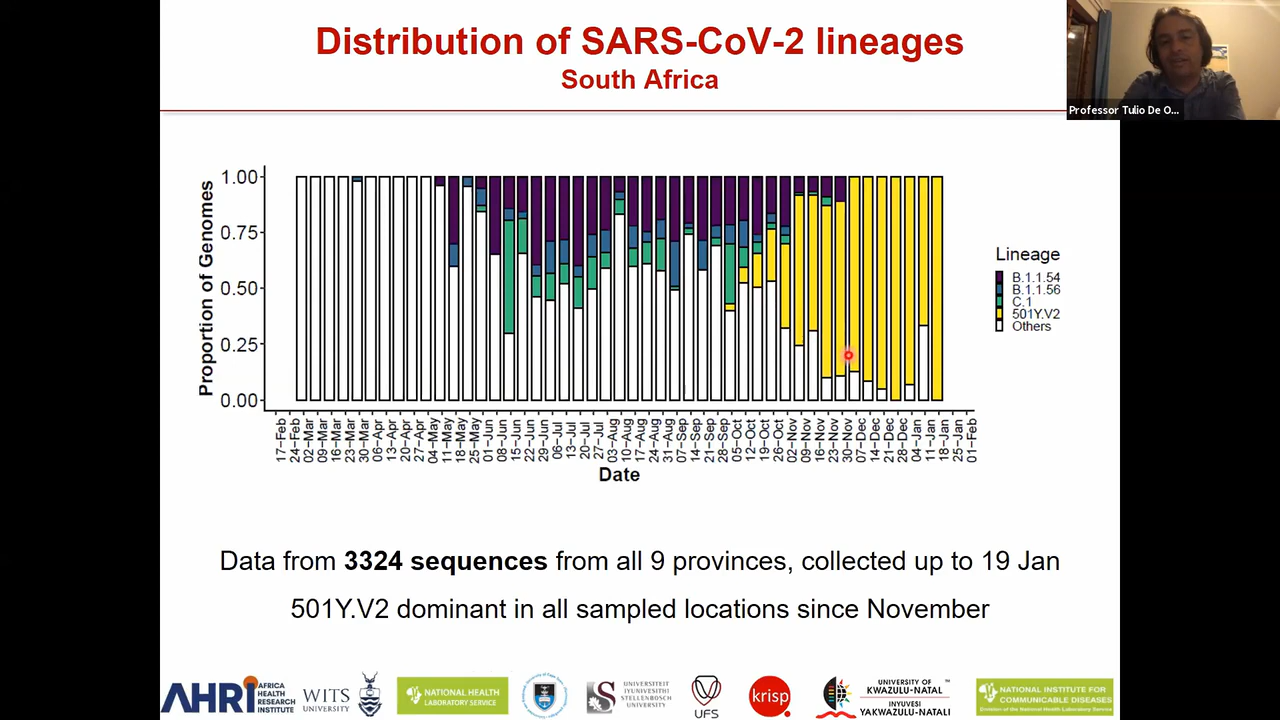 Distribution of SARS-CoV-2 lineages
South Africa
Professor Tulio De O...
Proportion of Genomes
1.00
0.75
0.50
0.25
0.00
17-Feb
24-Feb
02-Mar
09-Mar
16-Mar
23-Mar
30-Mar
06-Apr
13-Apr
20-Apr
27-Apr
04-May
11-May
18-May
25-May
01-Jun
08-Jun
15-Jun
22-Jun
29-Jun
06-Jul
13-Jul
20-Jul
27-Jul
03-Aug
10-Aug
17-Aug
24-Aug
31-Aug
07-Sep
14-Sep
21-Sep
28-Sep
05-Oct
12-Oct
19-Oct
26-Oct
02-Nov
09-Nov
16-Nov
23-Nov
30-Nov
07-Dec
14-Dec
21-Dec
28-Dec
04-Jan
11-Jan
18-Jan
25-Jan
01-Feb
Date
Lineage
B.1.1.54
B.1.1.56
C.1
501Y.V2
Others
Data from 3324 sequences from all 9 provinces, collected up to 19 Jan
501Y.V2 dominant in all sampled locations since November
AHRI AFRICA HEALTH RESEARCH INSTITUTE
WITS UNIVERSITY
NATIONAL HEALTH LABORATORY SERVICE
UNIVERSITEIT
IYUNIVESITHI
STELLENBOSCH
UNIVERSITY
UFS
krisp
UNIVERSITY OF
KWAZULU-NATAL
INYUVESI
YAKWAZULU-NATALI
NATIONAL INSTITUTE FOR
COMMUNICABLE DISEASES
Division of the National Health Laboratory Service